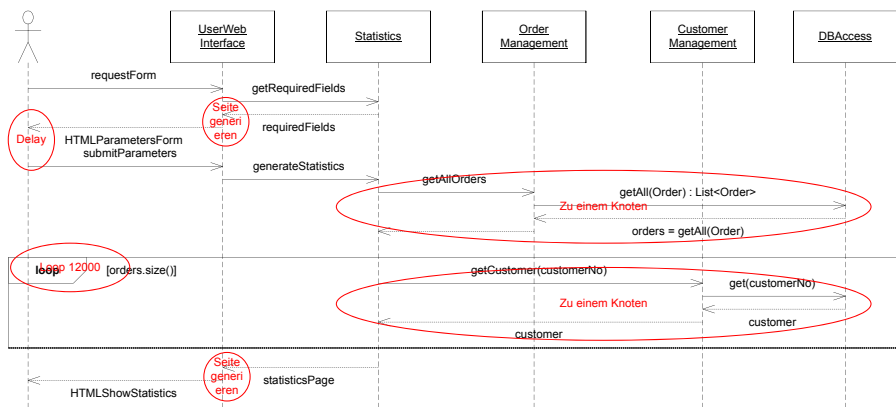 UserWeb
Interface
Statistics
Order
Management
Customer
Management
DBAccess
requestForm
getRequiredFields
Seite
generi
eren
requiredFields
Delay
HTMLParametersForm
submitParameters
generateStatistics
getAllOrders
getAll(Order) : List<Order>
Zu einem Knoten
orders = getAll(Order)
Loop 12000
loop
[orders.size()]
getCustomer(customerNo)
get(customerNo)
Zu einem Knoten
customer
customer
Seite
generi
eren
statisticsPage
HTMLShowStatistics